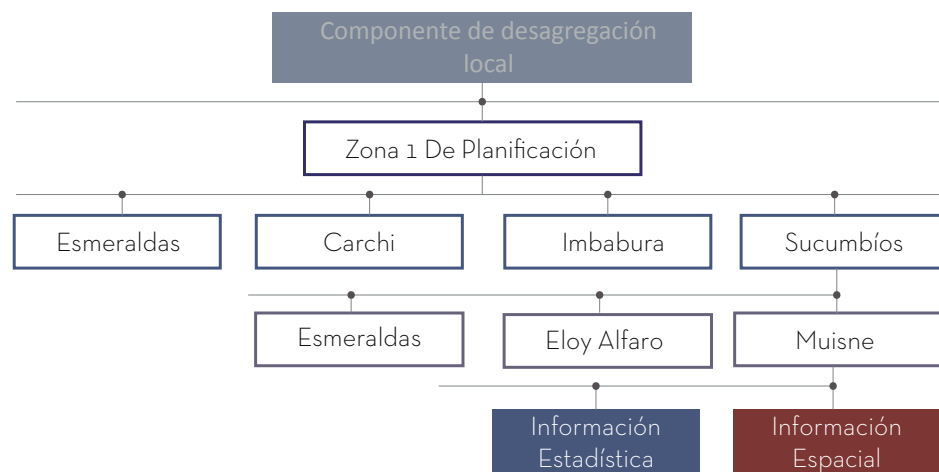 Componente de desagregación
local
Zona 1 De Planificación
Esmeraldas
Carchi
Imbabura
Sucumbíos
Esmeraldas
Eloy Alfaro
Muisne
Información
Estadística
Información
Espacial